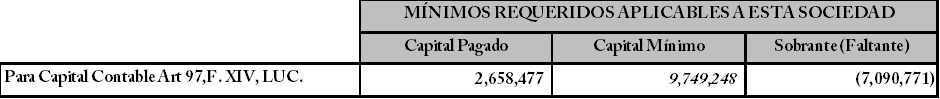 MÍNIMOS REQUERIDOS APLICABLES A ESTA SOCIEDAD
Capital Pagado Capital Mínimo Sobrante (Faltante)
Para Capital Contable Art 97,F. XIV, LUC. 2,658,477 9,749,248 (7,090,771)